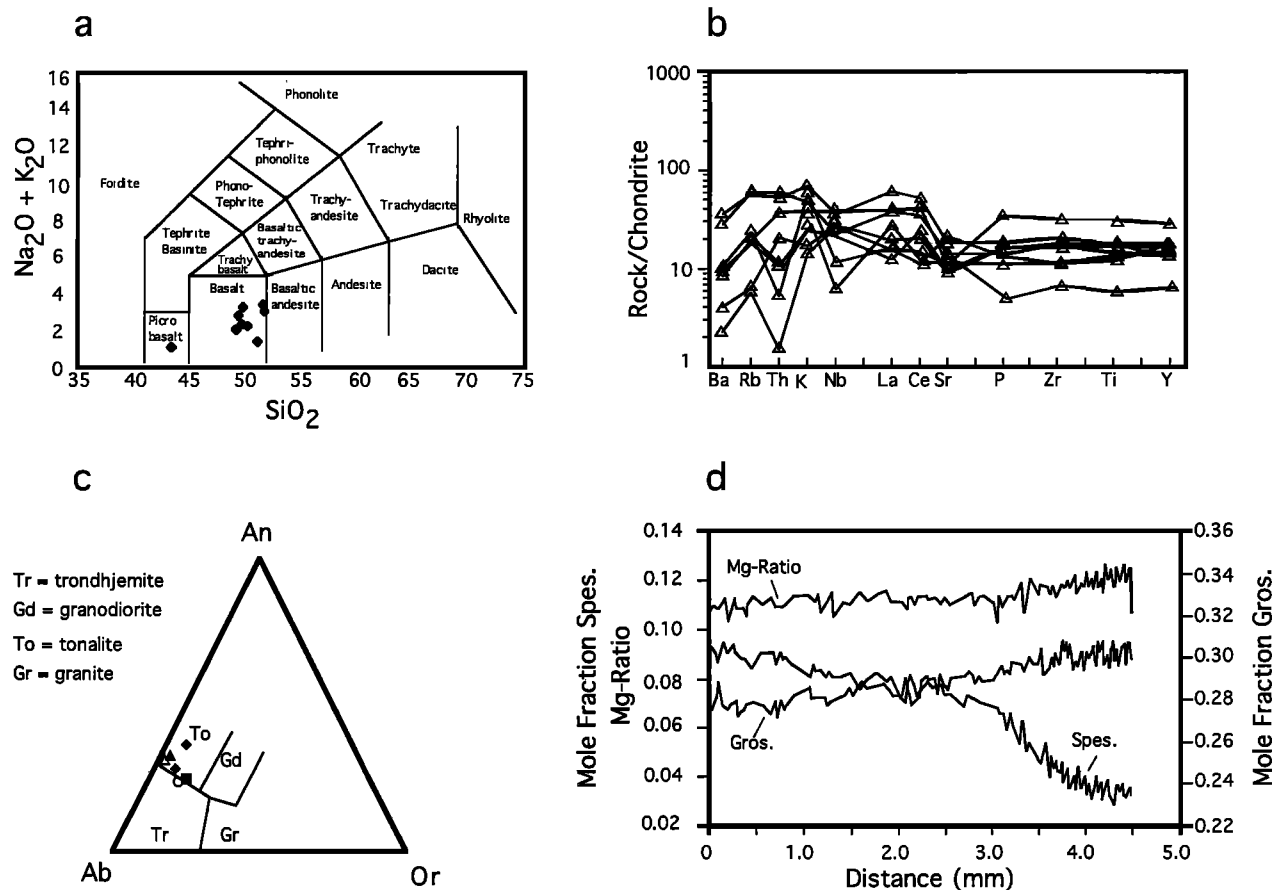 a
Na2O + K2O
16
14
12
10
8
6
4
2
0
35
45
50
55
60
65
70
75
SiO2
Phonolite
Tephri-
phonolite
Trachyte
Fordite
Phono-
Tephrite
Trachy-
andesite
Trachydacite
Rhyolite
Tephrite
Basinite
Basaltic
trachy-
andesite
Trachy
basalt
Basalt
Basaltic
andesite
Andesite
Dacite
Picro
basalt
b
Rock/Chondrite
1000
100
10
1
Ba Rb Th K Nb La Ce Sr P Zr Ti Y
c
An
Tr = trondhjemite
Gd = granodiorite
To = tonalite
Gr = granite
To
Gd
Tr
Gr
Ab
Or
d
Mole Fraction Spes.
Mg-Ratio
0.14
0.12
0.10
0.08
0.06
0.04
0.02
Mg-Ratio
Gros.
Spes.
0.36
0.34
0.32
0.30
0.28
0.26
0.24
0.22
Mole Fraction Gros.
0 1.0 2.0 3.0 4.0 5.0
Distance (mm)